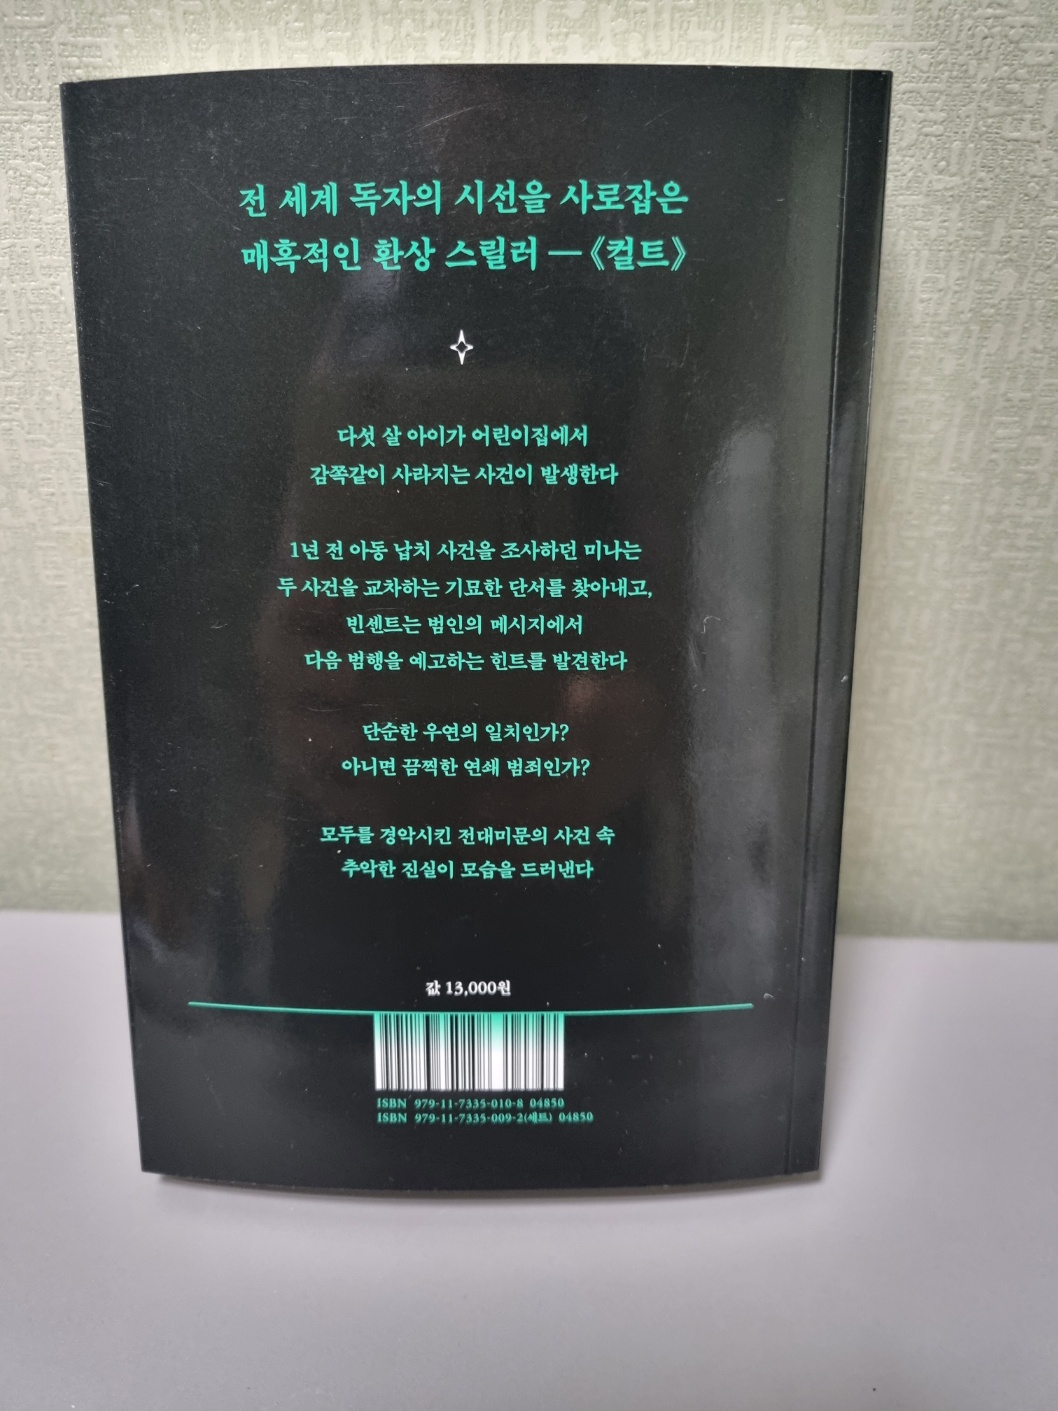 전 세계 독자의 시선을 사로잡은
매혹적인 환상 스릴러 — 《컬트》
다섯 살 아이가 어린이집에서
감쪽같이 사라지는 사건이 발생한다
1년 전 아동 납치 사건을 조사하던 미나는
두 사건을 교차하는 기묘한 단서를 찾아내고,
빈센트는 범인의 메시지에서
다음 범행을 예고하는 힌트를 발견한다
단순한 우연의 일치인가?
아니면 끔찍한 연쇄 범죄인가?
모두를 경악시킨 전대미문의 사건 속
추악한 진실이 모습을 드러낸다
값 13,000원
ISBN 979-11-7335-010-8 04850
ISBN 979-11-7335-009-2(세트) 04850